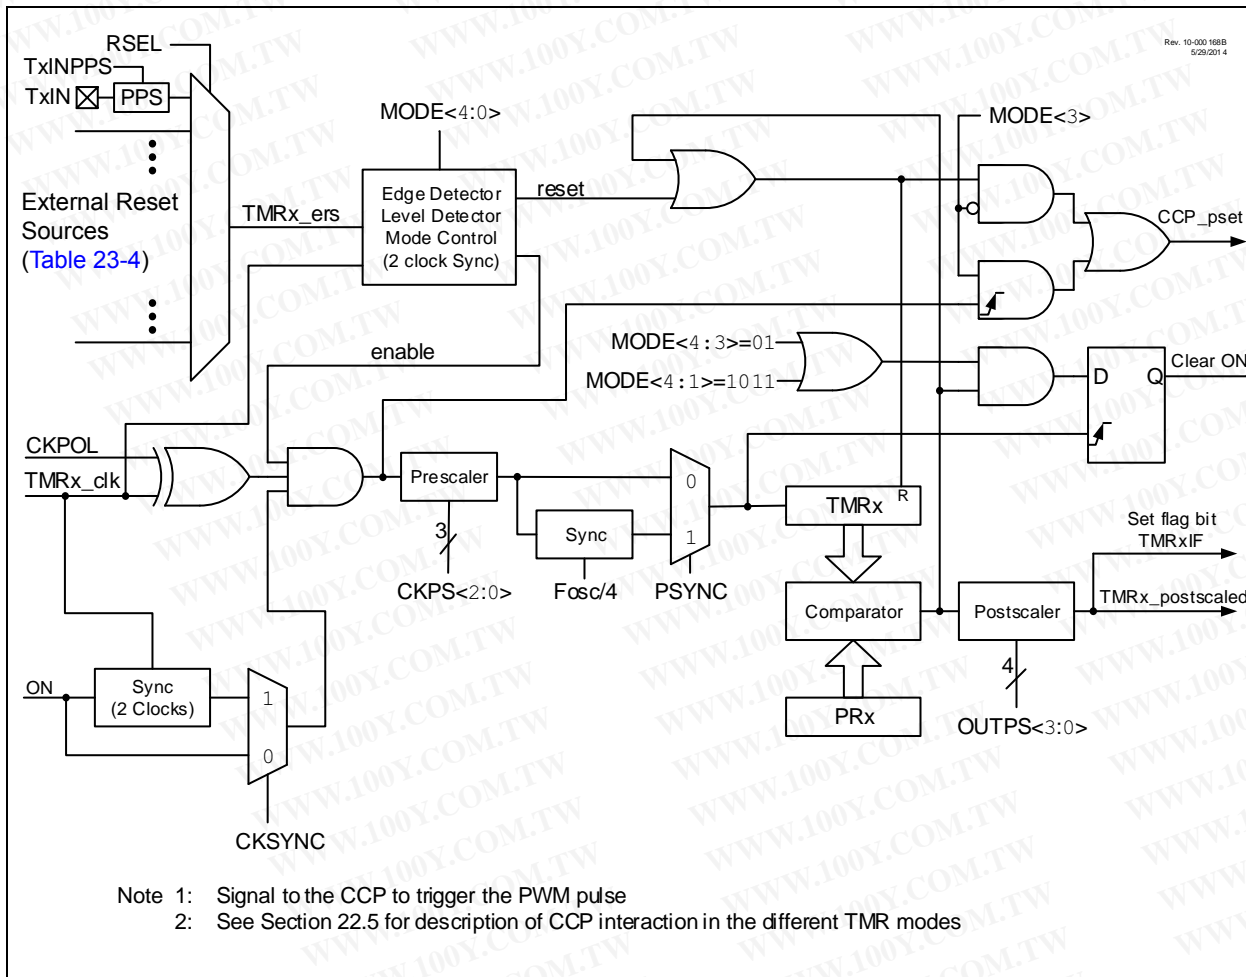 Rev. 10-000168B
5/29/2014
RSEL
TxINPPS
TxIN
PPS
MODE<4:0>
MODE<3>
External Reset
Sources
(Table 23-4)
TMRx_ers
Edge Detector
Level Detector
Mode Control
(2 clock Sync)
reset
CCP_pset
enable
MODE<4:3>=01
MODE<4:1>=1011
D
Q
Clear ON
CKPOL
TMRx_clk
Prescaler
3
CKPS<2:0>
Sync
Fosc/4
0
1
PSYNC
R
TMRx
Comparator
PRx
Postscaler
4
OUTPS<3:0>
Set flag bit
TMRxIF
TMRx_postscaled
ON
Sync
(2 Clocks)
1
0
CKSYNC
Note 1: Signal to the CCP to trigger the PWM pulse
2: See Section 22.5 for description of CCP interaction in the different TMR modes
WWW.100Y.COM.TW